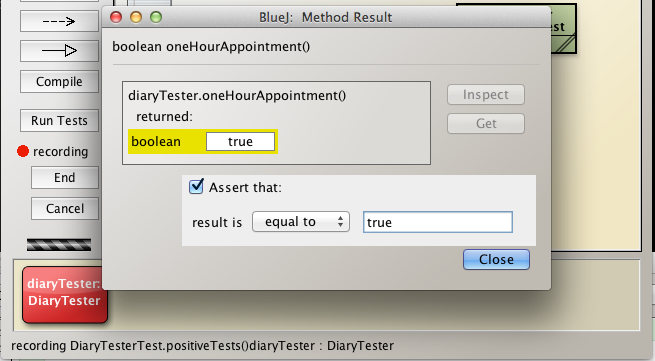 BlueJ: Method Result
boolean oneHourAppointment()
est
Compile
diaryTester.oneHourAppointment()
Inspect
returned:
Run Tests
Get
boolean true
recording
End
Assert that:
Cancel
result is equal to true
Close
diaryTester:
DiaryTester
recording DiaryTesterTest.positiveTests()diaryTester : DiaryTester